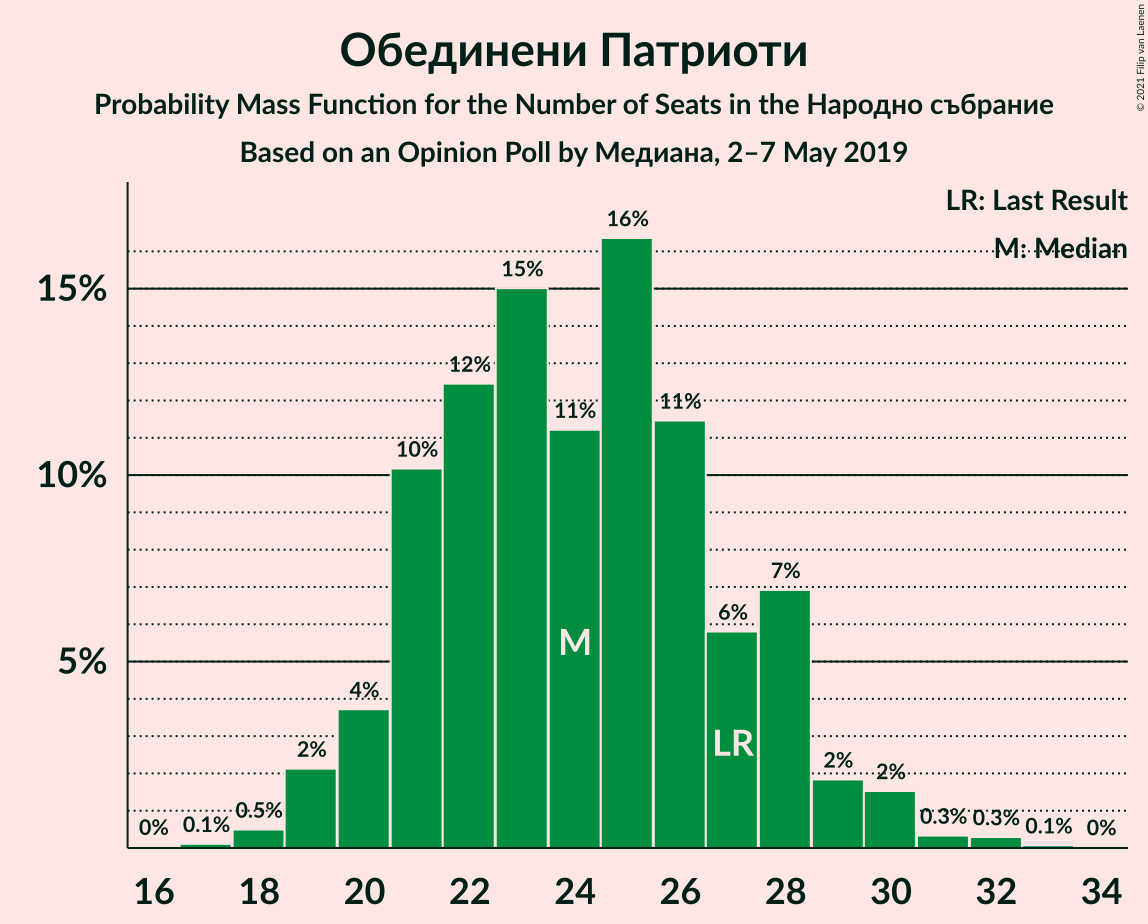 Обединени Патриоти
Probability Mass Function for the Number of Seats in the Народно събрание
Based on an Opinion Poll by Медиана, 2–7 May 2019
© 2021 Filip van Laenen
LR: Last Result
M: Median
15%
10%
5%
0%
0.1%
0.5%
2%
4%
10%
12%
15%
11%
16%
11%
6%
7%
2%
2%
0.3%
0.3%
0.1%
0%
M
LR
16 18 20 22 24 26 28 30 32 34